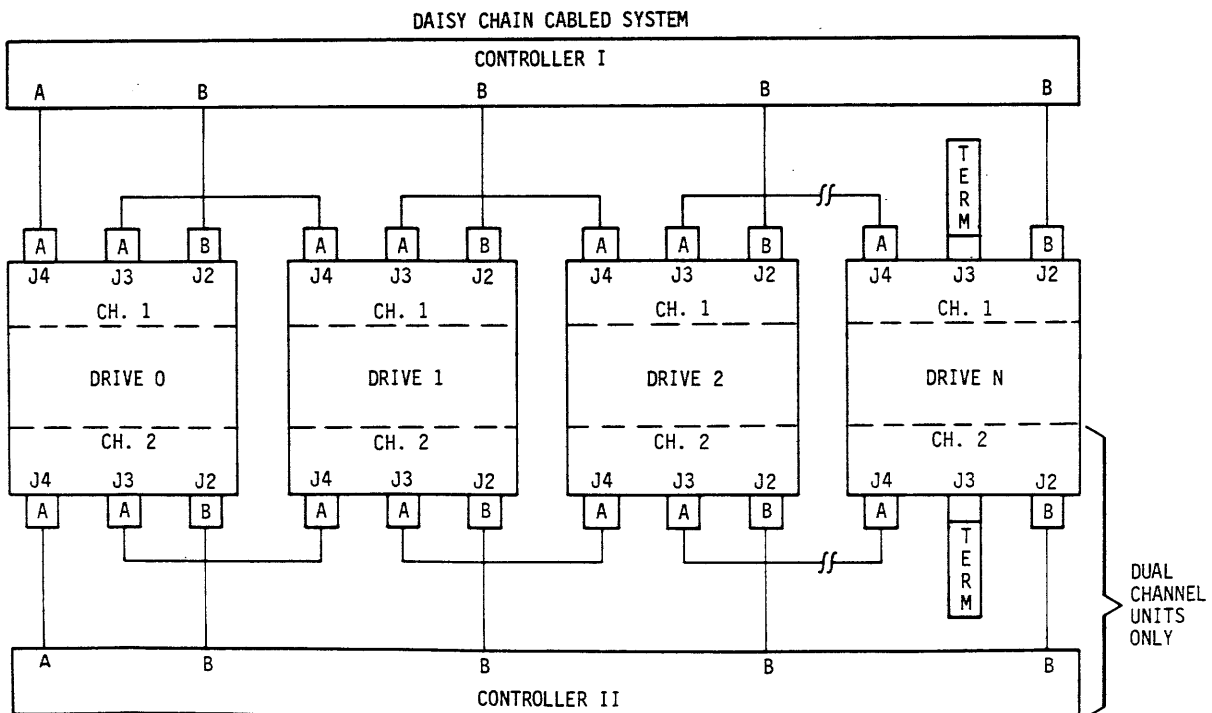 DAISY CHAIN CABLED SYSTEM
CONTROLLER I
A B B B B
TERM
A A B A A B A A B A B
J4 J3 J2 J4 J3 J2 J4 J3 J2 J4 J3 J2
CH. 1 CH. 1 CH. 1 CH. 1
DRIVE 0 DRIVE 1 DRIVE 2 DRIVE N
CH. 2 CH. 2 CH. 2 CH. 2
J4 J3 J2 J4 J3 J2 J4 J3 J2 J4 J3 J2
A A B A A B A A B A B
TERM
DUAL
CHANNEL
UNITS
ONLY
A B B B B
CONTROLLER II